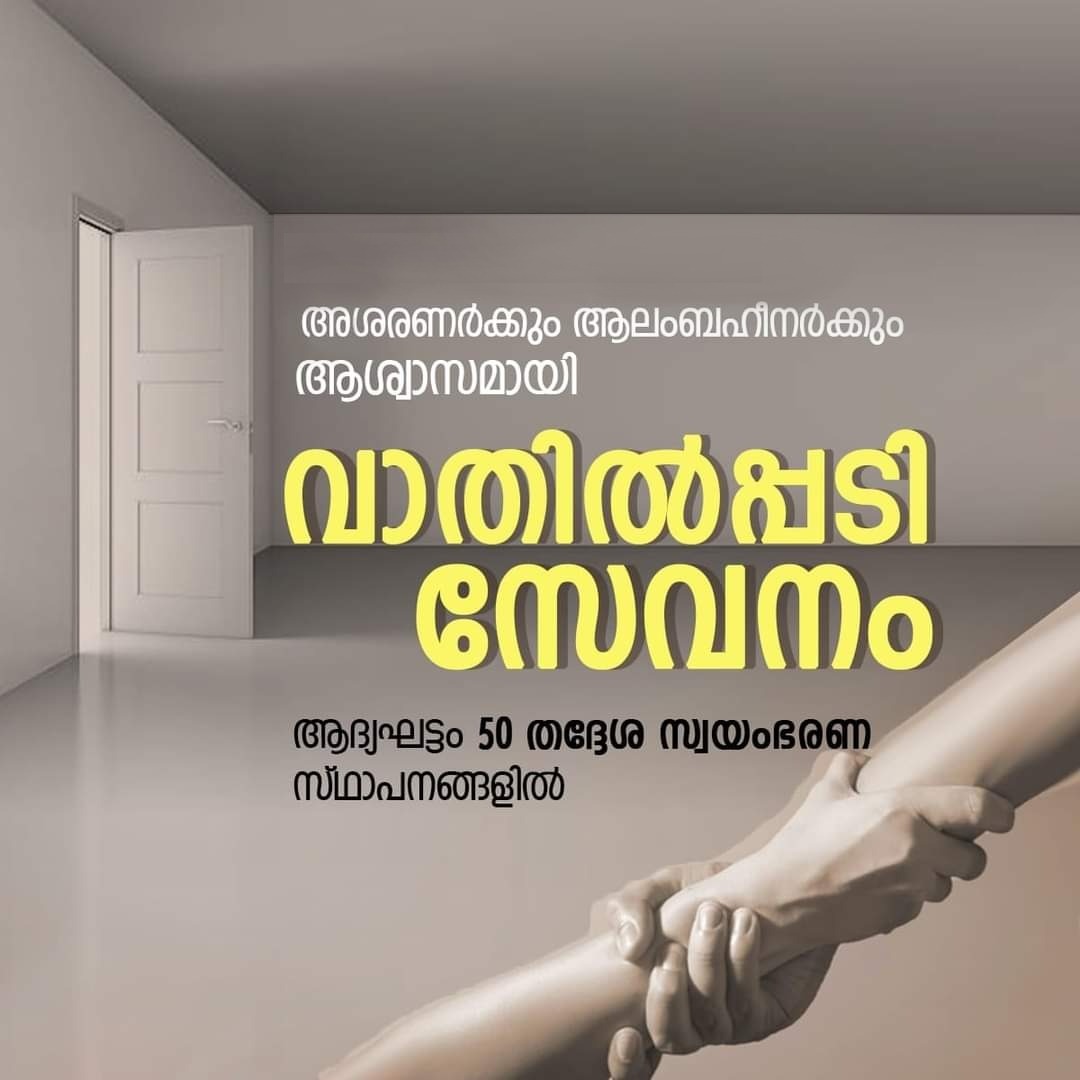 അശരണർക്കും ആലംബഹീനർക്കും
ആശ്വാസമായി
വാതിൽപ്പടി
സേവനം
ആദ്യഘട്ടം 50 തദ്ദേശ സ്വയംഭരണ
സ്ഥാപനങ്ങളിൽ